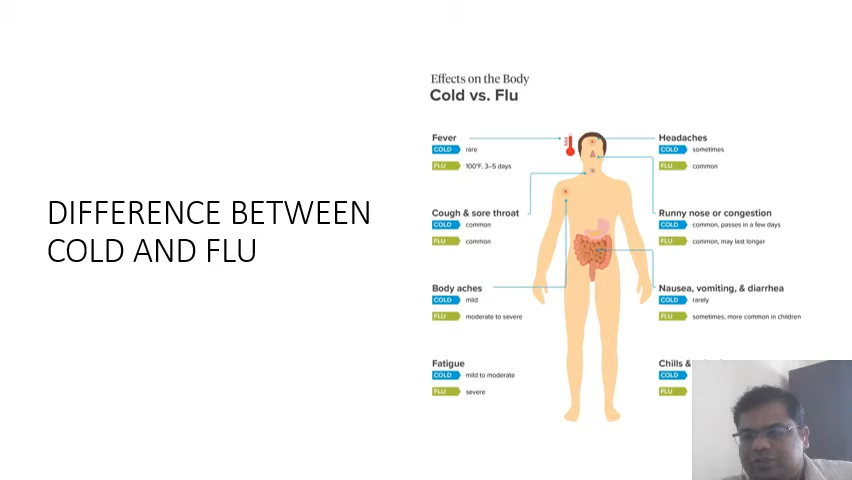 DIFFERENCE BETWEEN
COLD AND FLU
Effects on the Body
Cold vs. Flu
Fever
COLD rare
FLU 100°F, 3–5 days
Cough & sore throat
COLD common
FLU common
Body aches
COLD mild
FLU moderate to severe
Fatigue
COLD mild to moderate
FLU severe
Headaches
COLD sometimes
FLU common
Runny nose or congestion
COLD common, passes in a few days
FLU common, may last longer
Nausea, vomiting, & diarrhea
COLD rarely
FLU sometimes, more common in children
Chills &
COLD
FLU